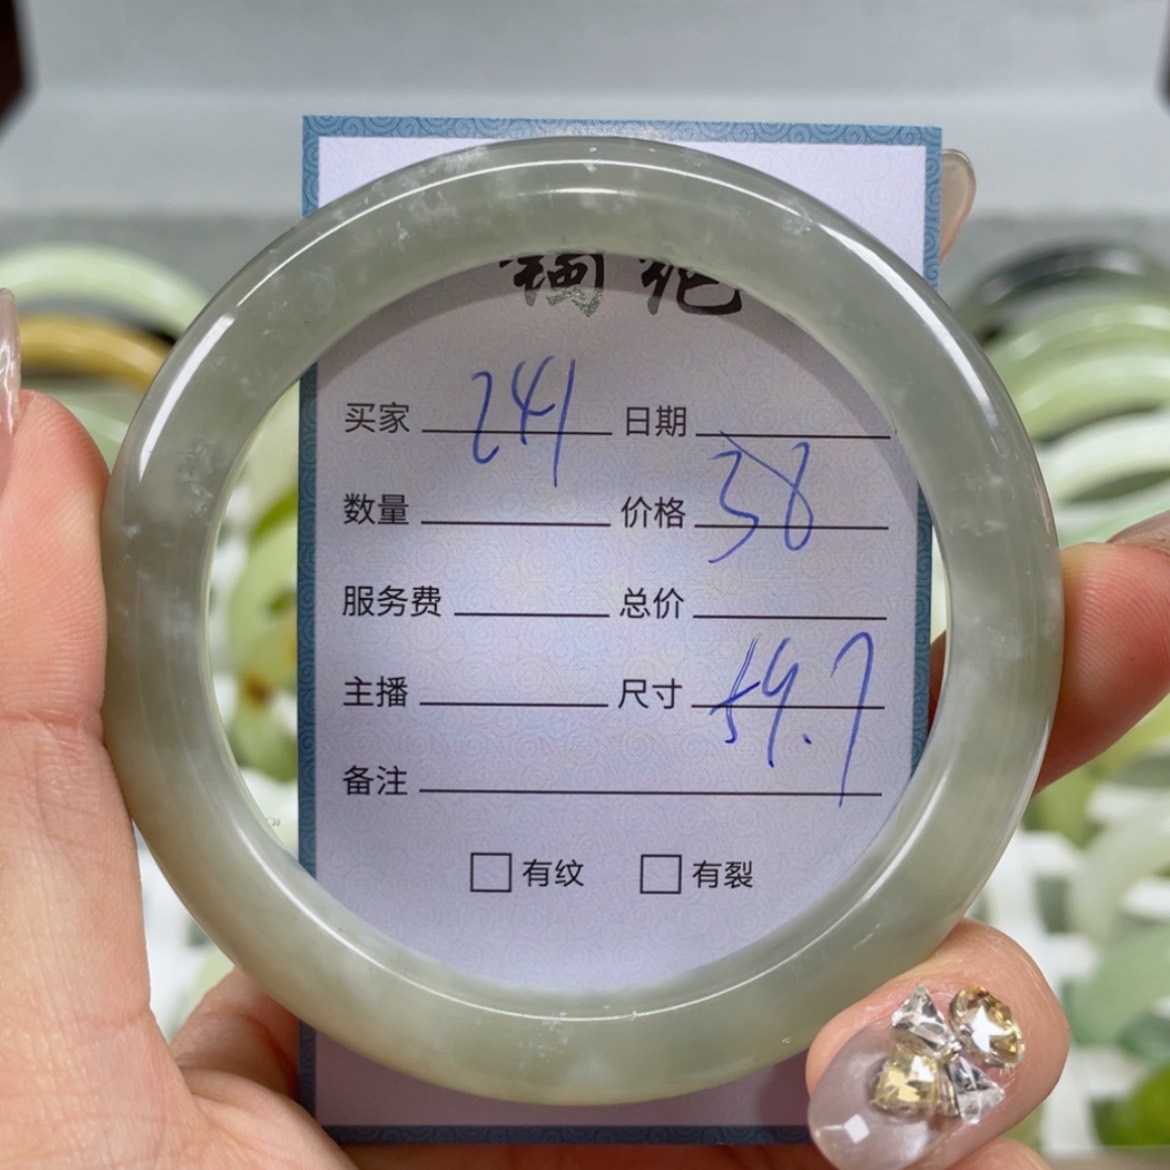 买家 241 日期
数量 价格 38
服务费 总价
主播 尺寸 59.7
备注
有纹 有裂